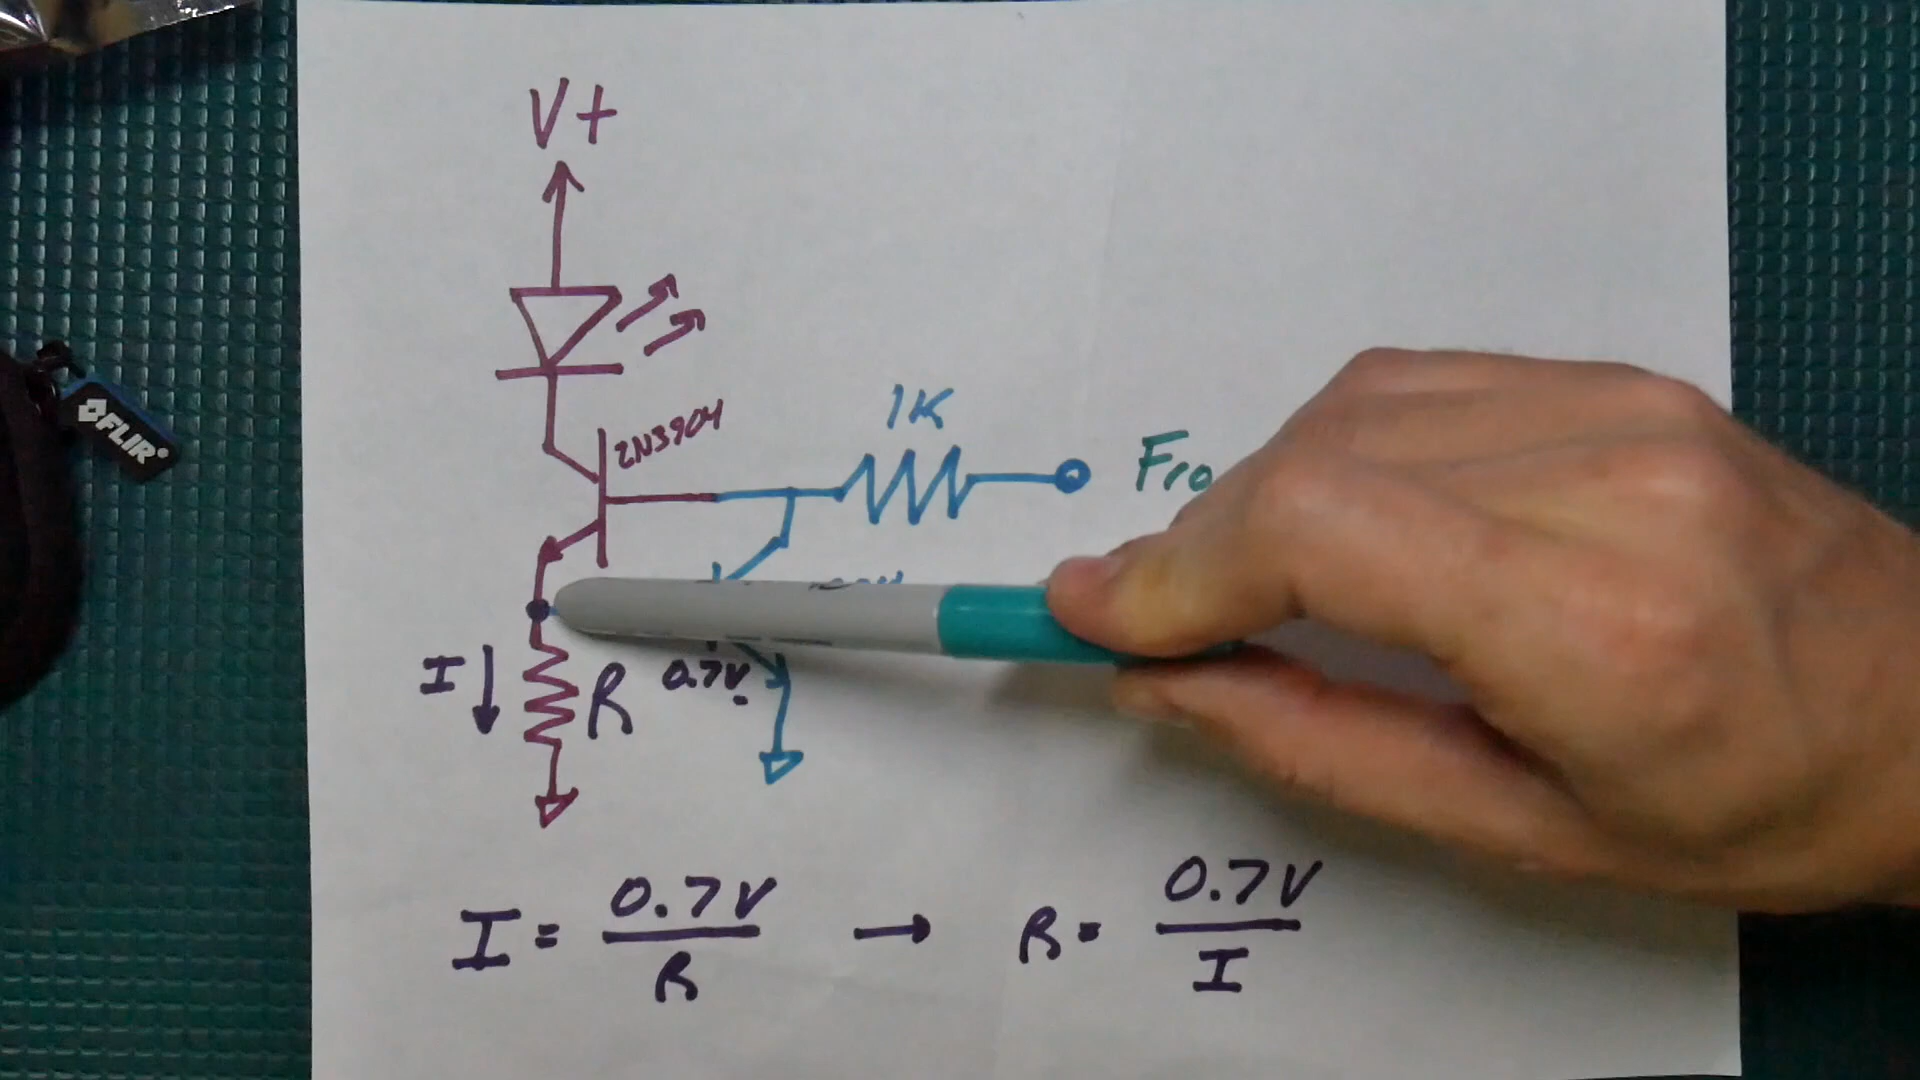 V+
FLIR
2N3904
1K
Fro
I
R
0.7V
I = 0.7V / R → R = 0.7V / I